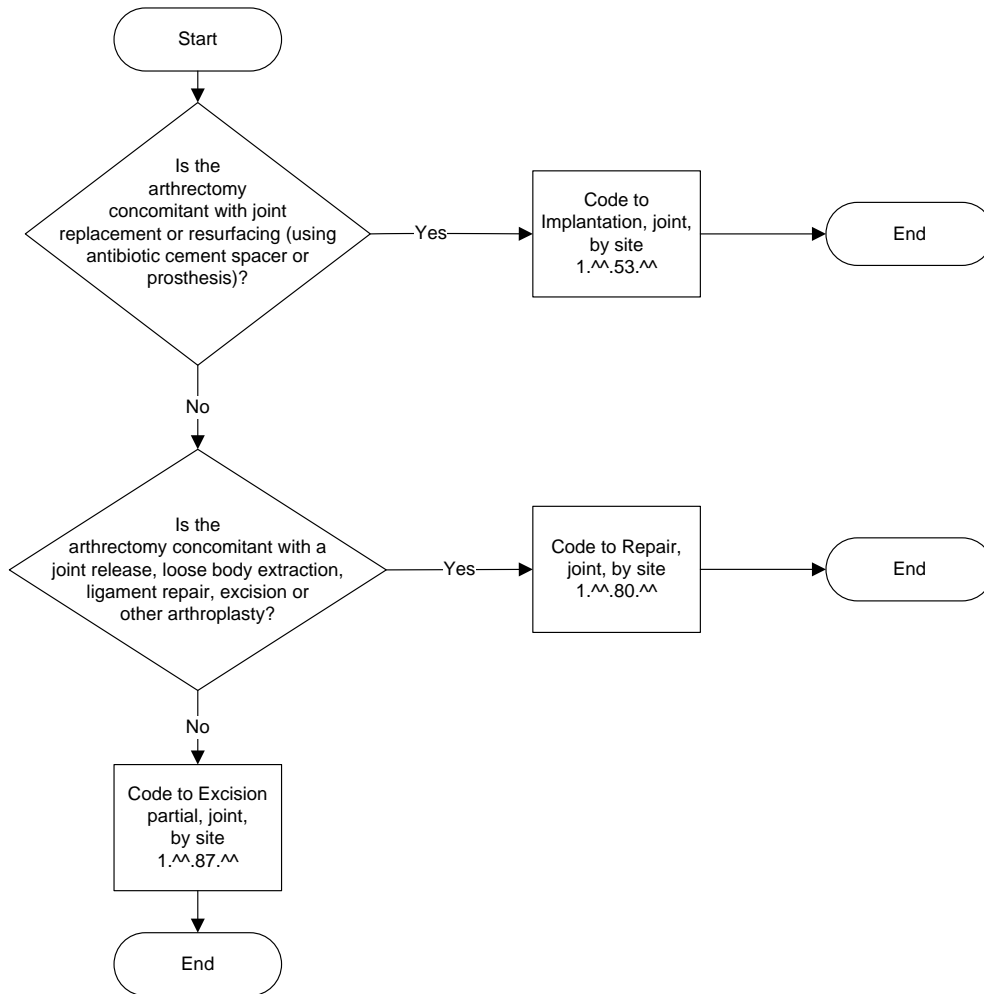 Start
Is the
arthrectomy
concomitant with joint
replacement or resurfacing (using
antibiotic cement spacer or
prosthesis)?
Yes
Code to
Implantation, joint,
by site
1.^^.53.^^
End
No
Is the
arthrectomy concomitant with a
joint release, loose body extraction,
ligament repair, excision or
other arthroplasty?
Yes
Code to Repair,
joint, by site
1.^^.80.^^
End
No
Code to Excision
partial, joint,
by site
1.^^.87.^^
End